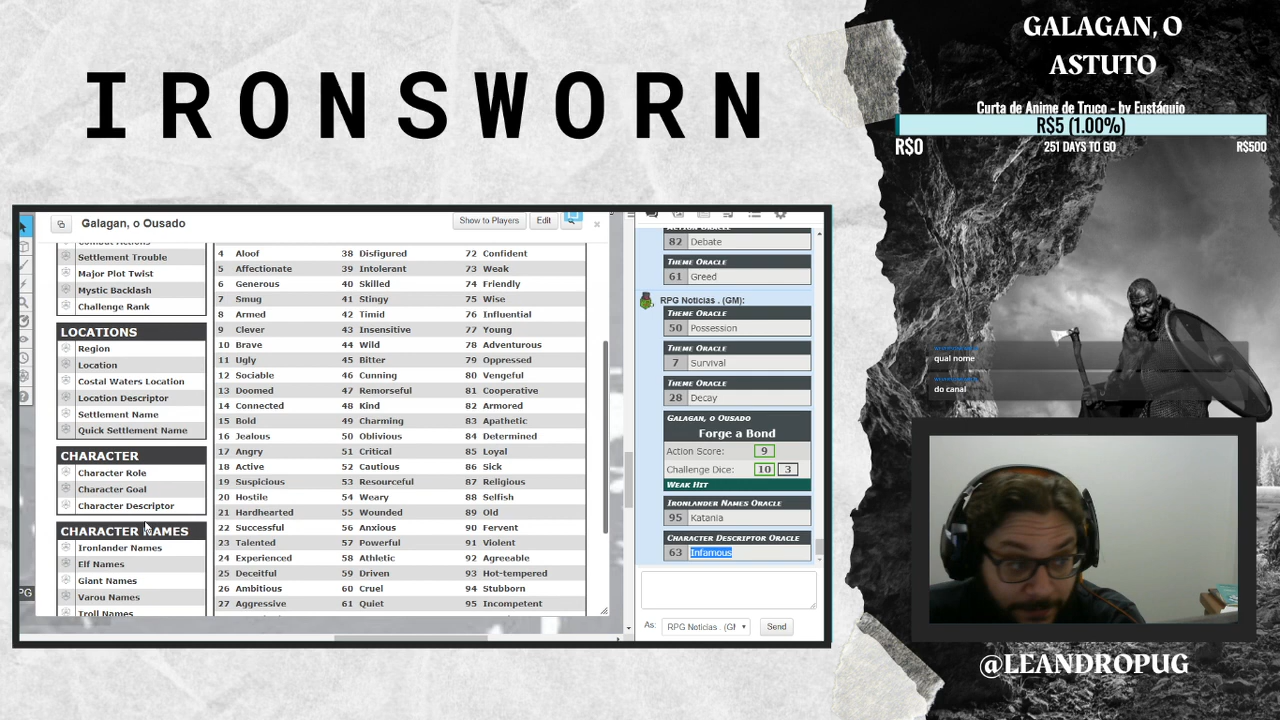 IRONSWORN
GALAGAN, O
ASTUTO
Curta de Anime de Truco - by Eustáquio
R$5 (1.00%)
R$0
251 DAYS TO GO
R$500
Galagan, o Ousado
Show to Players
Edit
Combat Actions
Settlement Trouble
Major Plot Twist
Mystic Backlash
Challenge Rank
LOCATIONS
Region
Location
Costal Waters Location
Location Descriptor
Settlement Name
Quick Settlement Name
CHARACTER
Character Role
Character Goal
Character Descriptor
CHARACTER NAMES
Ironlander Names
Elf Names
Giant Names
Varou Names
Troll Names
4 Aloof 38 Disfigured 72 Confident
5 Affectionate 39 Intolerant 73 Weak
6 Generous 40 Skilled 74 Friendly
7 Smug 41 Stingy 75 Wise
8 Armed 42 Timid 76 Influential
9 Clever 43 Insensitive 77 Young
10 Brave 44 Wild 78 Adventurous
11 Ugly 45 Bitter 79 Oppressed
12 Sociable 46 Cunning 80 Vengeful
13 Doomed 47 Remorseful 81 Cooperative
14 Connected 48 Kind 82 Armored
15 Bold 49 Charming 83 Apathetic
16 Jealous 50 Oblivious 84 Determined
17 Angry 51 Critical 85 Loyal
18 Active 52 Cautious 86 Sick
19 Suspicious 53 Resourceful 87 Religious
20 Hostile 54 Weary 88 Selfish
21 Hardhearted 55 Wounded 89 Old
22 Successful 56 Anxious 90 Fervent
23 Talented 57 Powerful 91 Violent
24 Experienced 58 Athletic 92 Agreeable
25 Deceitful 59 Driven 93 Hot-tempered
26 Ambitious 60 Cruel 94 Stubborn
27 Aggressive 61 Quiet 95 Incompetent
ACTION ORACLE
82 Debate
THEME ORACLE
61 Greed
RPG Noticias . (GM):
THEME ORACLE
50 Possession
THEME ORACLE
7 Survival
THEME ORACLE
28 Decay
GALAGAN, O OUSADO
Forge a Bond
Action Score: 9
Challenge Dice: 10 3
WEAK HIT
IRONLANDER NAMES ORACLE
95 Katania
CHARACTER DESCRIPTOR ORACLE
63 Infamous
As: RPG Noticias . (GM
Send
qual nome
do canai
@LEANDROPUG